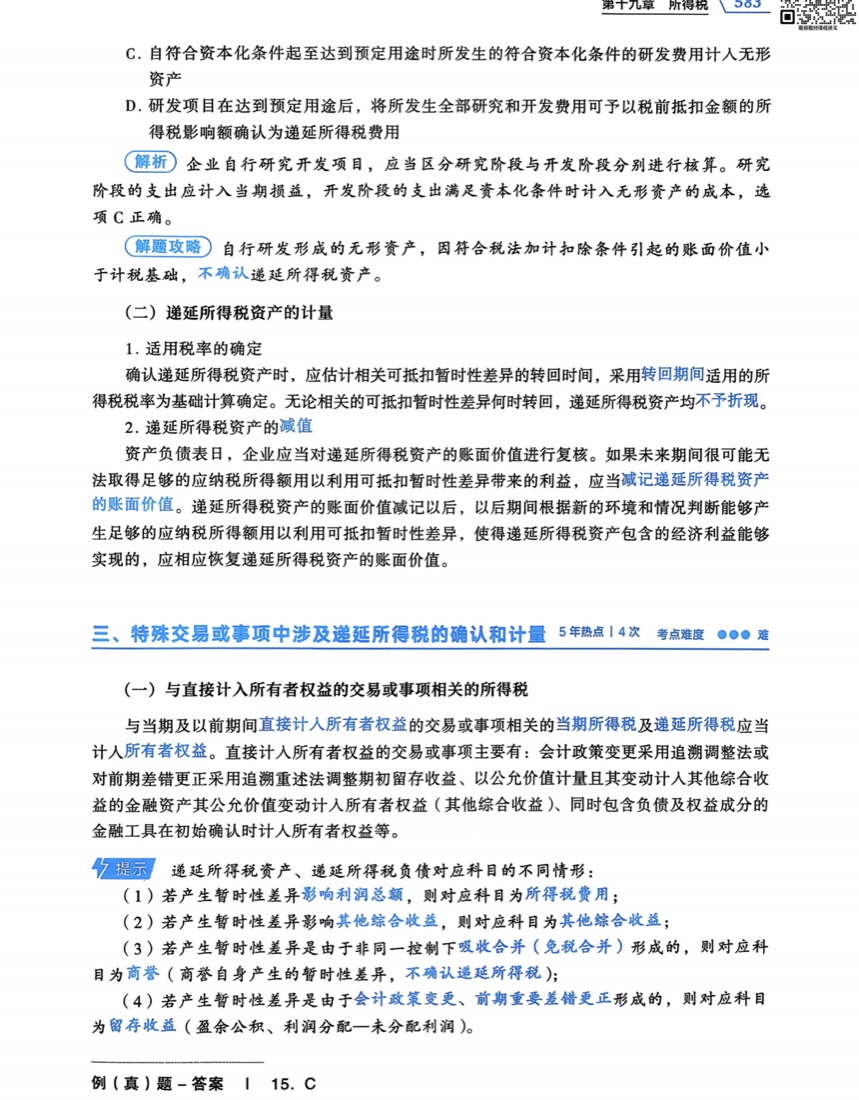 第十九章 所得税 583
C. 自符合资本化条件起至达到预定用途时所发生的符合资本化条件的研发费用计入无形
资产
D. 研发项目在达到预定用途后，将所发生全部研究和开发费用可予以税前抵扣金额的所
得税影响额确认为递延所得税费用
解析 企业自行研究开发项目，应当区分研究阶段与开发阶段分别进行核算。研究
阶段的支出应计入当期损益，开发阶段的支出满足资本化条件时计入无形资产的成本，选
项 C 正确。
解题攻略 自行研发形成的无形资产，因符合税法加计扣除条件引起的账面价值小
于计税基础，不确认递延所得税资产。
（二）递延所得税资产的计量
1. 适用税率的确定
确认递延所得税资产时，应估计相关可抵扣暂时性差异的转回时间，采用转回期间适用的所
得税税率为基础计算确定。无论相关的可抵扣暂时性差异何时转回，递延所得税资产均不予折现。
2. 递延所得税资产的减值
资产负债表日，企业应当对递延所得税资产的账面价值进行复核。如果未来期间很可能无
法取得足够的应纳税所得额用以利用可抵扣暂时性差异带来的利益，应当减记递延所得税资产
的账面价值。递延所得税资产的账面价值减记以后，以后期间根据新的环境和情况判断能够产
生足够的应纳税所得额用以利用可抵扣暂时性差异，使得递延所得税资产包含的经济利益能够
实现的，应相应恢复递延所得税资产的账面价值。
三、特殊交易或事项中涉及递延所得税的确认和计量 5年热点 | 4次 考点难度 ●●● 难
（一）与直接计入所有者权益的交易或事项相关的所得税
与当期及以前期间直接计入所有者权益的交易或事项相关的当期所得税及递延所得税应当
计入所有者权益。直接计入所有者权益的交易或事项主要有：会计政策变更采用追溯调整法或
对前期差错更正采用追溯重述法调整期初留存收益、以公允价值计量且其变动计入其他综合收
益的金融资产其公允价值变动计入所有者权益（其他综合收益）、同时包含负债及权益成分的
金融工具在初始确认时计入所有者权益等。
提示 递延所得税资产、递延所得税负债对应科目的不同情形：
（1）若产生暂时性差异影响利润总额，则对应科目为所得税费用；
（2）若产生暂时性差异影响其他综合收益，则对应科目为其他综合收益；
（3）若产生暂时性差异是由于非同一控制下吸收合并（免税合并）形成的，则对应科
目为商誉（商誉自身产生的暂时性差异，不确认递延所得税）；
（4）若产生暂时性差异是由于会计政策变更、前期重要差错更正形成的，则对应科目
为留存收益（盈余公积、利润分配—未分配利润）。
例（真）题－答案 | 15. C